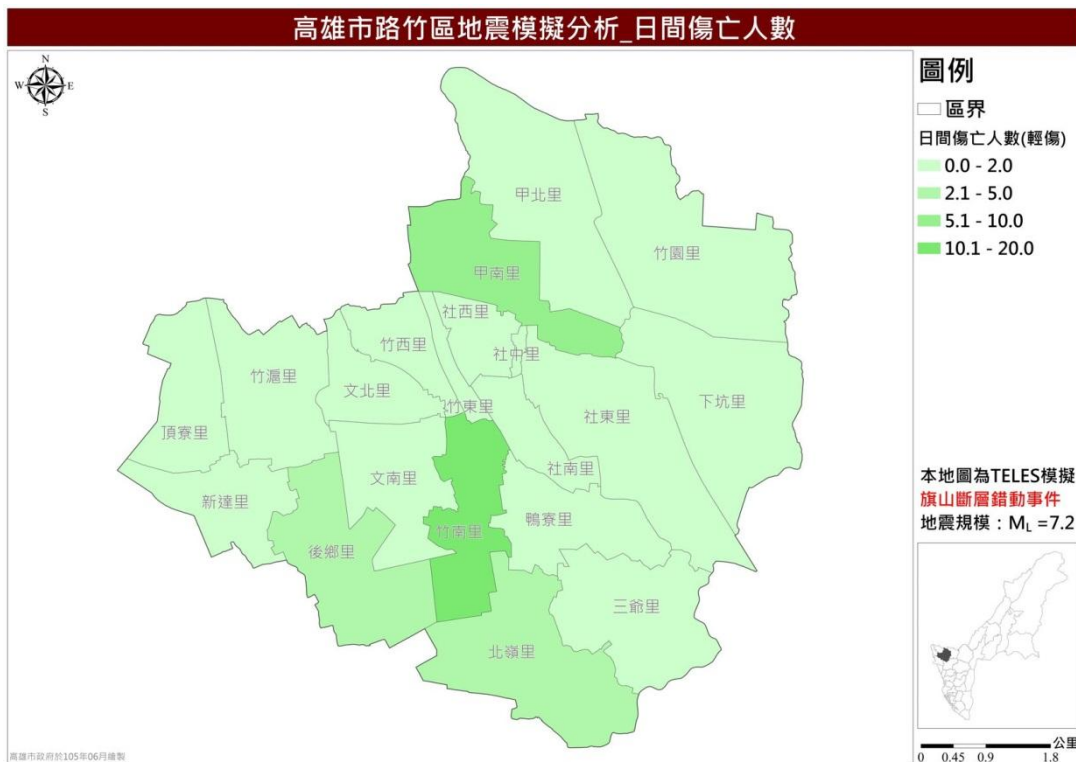 高雄市路竹區地震模擬分析_日間傷亡人數
N
W
E
S
圖例
區界
日間傷亡人數(輕傷)
0.0 - 2.0
2.1 - 5.0
5.1 - 10.0
10.1 - 20.0
甲北里
竹園里
甲南里
社西里
竹西里
社中里
竹滬里
文北里
下坑里
竹東里
社東里
頂寮里
社南里
文南里
新達里
鴨寮里
竹南里
後鄉里
三爺里
北嶺里
本地圖為TELES模擬
旗山斷層錯動事件
地震規模：ML =7.2
公里
0 0.45 0.9 1.8
高雄市政府於105年06月繪製